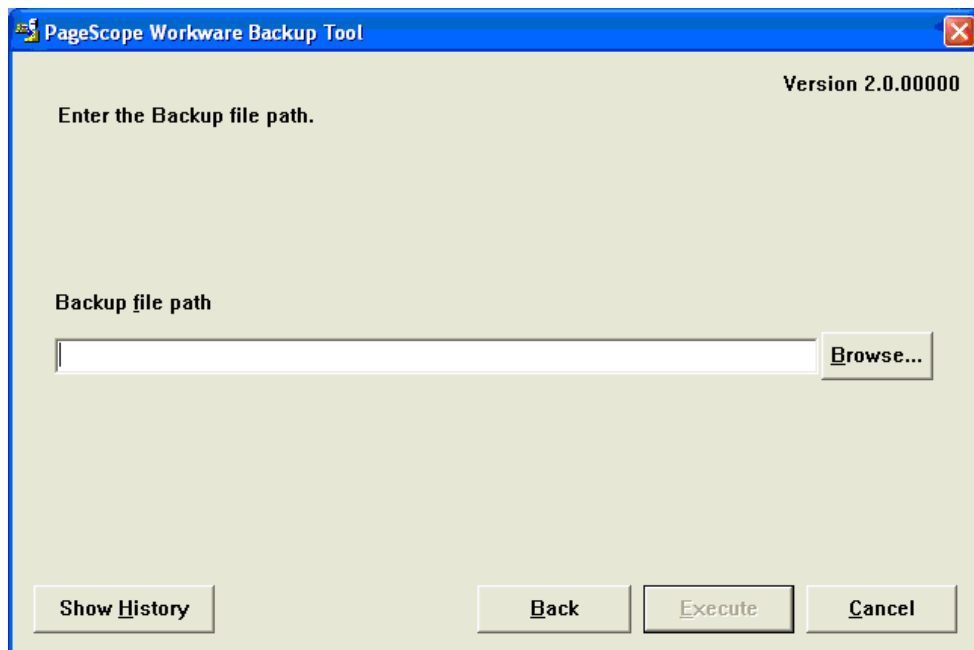 PageScope Workware Backup Tool
Version 2.0.00000
Enter the Backup file path.
Backup file path
Browse...
Show History
Back
Execute
Cancel